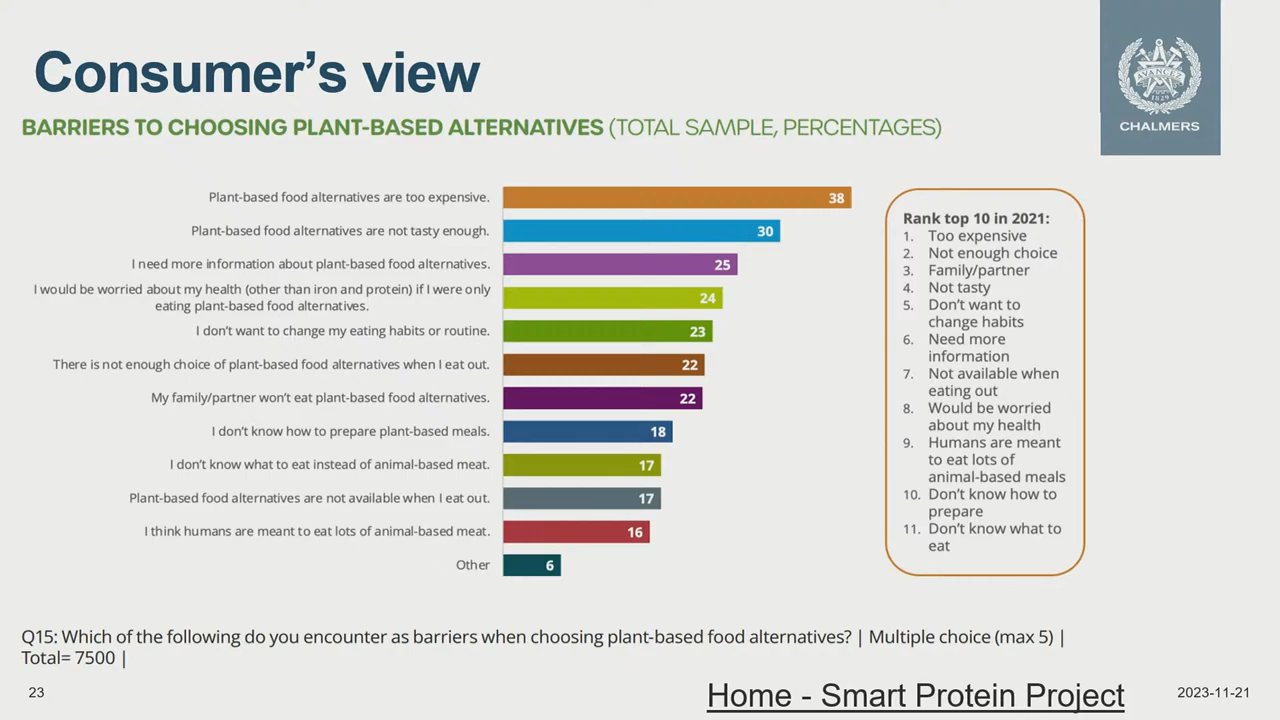 Consumer's view
BARRIERS TO CHOOSING PLANT-BASED ALTERNATIVES (TOTAL SAMPLE, PERCENTAGES)
AVANCEZ
1829
CHALMERS
Plant-based food alternatives are too expensive. 38
Plant-based food alternatives are not tasty enough. 30
I need more information about plant-based food alternatives. 25
I would be worried about my health (other than iron and protein) if I were only
eating plant-based food alternatives. 24
I don't want to change my eating habits or routine. 23
There is not enough choice of plant-based food alternatives when I eat out. 22
My family/partner won't eat plant-based food alternatives. 22
I don't know how to prepare plant-based meals. 18
I don't know what to eat instead of animal-based meat. 17
Plant-based food alternatives are not available when I eat out. 17
I think humans are meant to eat lots of animal-based meat. 16
Other 6
Rank top 10 in 2021:
1. Too expensive
2. Not enough choice
3. Family/partner
4. Not tasty
5. Don't want to
change habits
6. Need more
information
7. Not available when
eating out
8. Would be worried
about my health
9. Humans are meant
to eat lots of
animal-based meals
10. Don't know how to
prepare
11. Don't know what to
eat
Q15: Which of the following do you encounter as barriers when choosing plant-based food alternatives? | Multiple choice (max 5) |
Total= 7500 |
23
Home - Smart Protein Project
2023-11-21